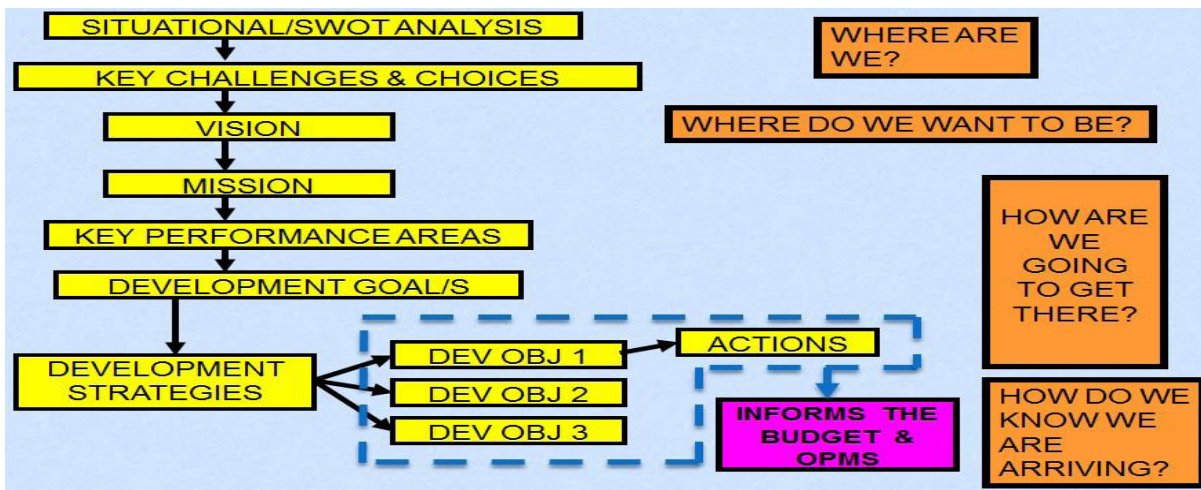 SITUATIONAL/SWOT ANALYSIS
KEY CHALLENGES & CHOICES
VISION
MISSION
KEY PERFORMANCE AREAS
DEVELOPMENT GOAL/S
DEVELOPMENT
STRATEGIES
DEV OBJ 1
DEV OBJ 2
DEV OBJ 3
ACTIONS
INFORMS THE
BUDGET &
OPMS
WHERE ARE
WE?
WHERE DO WE WANT TO BE?
HOW ARE
WE
GOING
TO GET
THERE?
HOW DO WE
KNOW WE
ARE
ARRIVING?